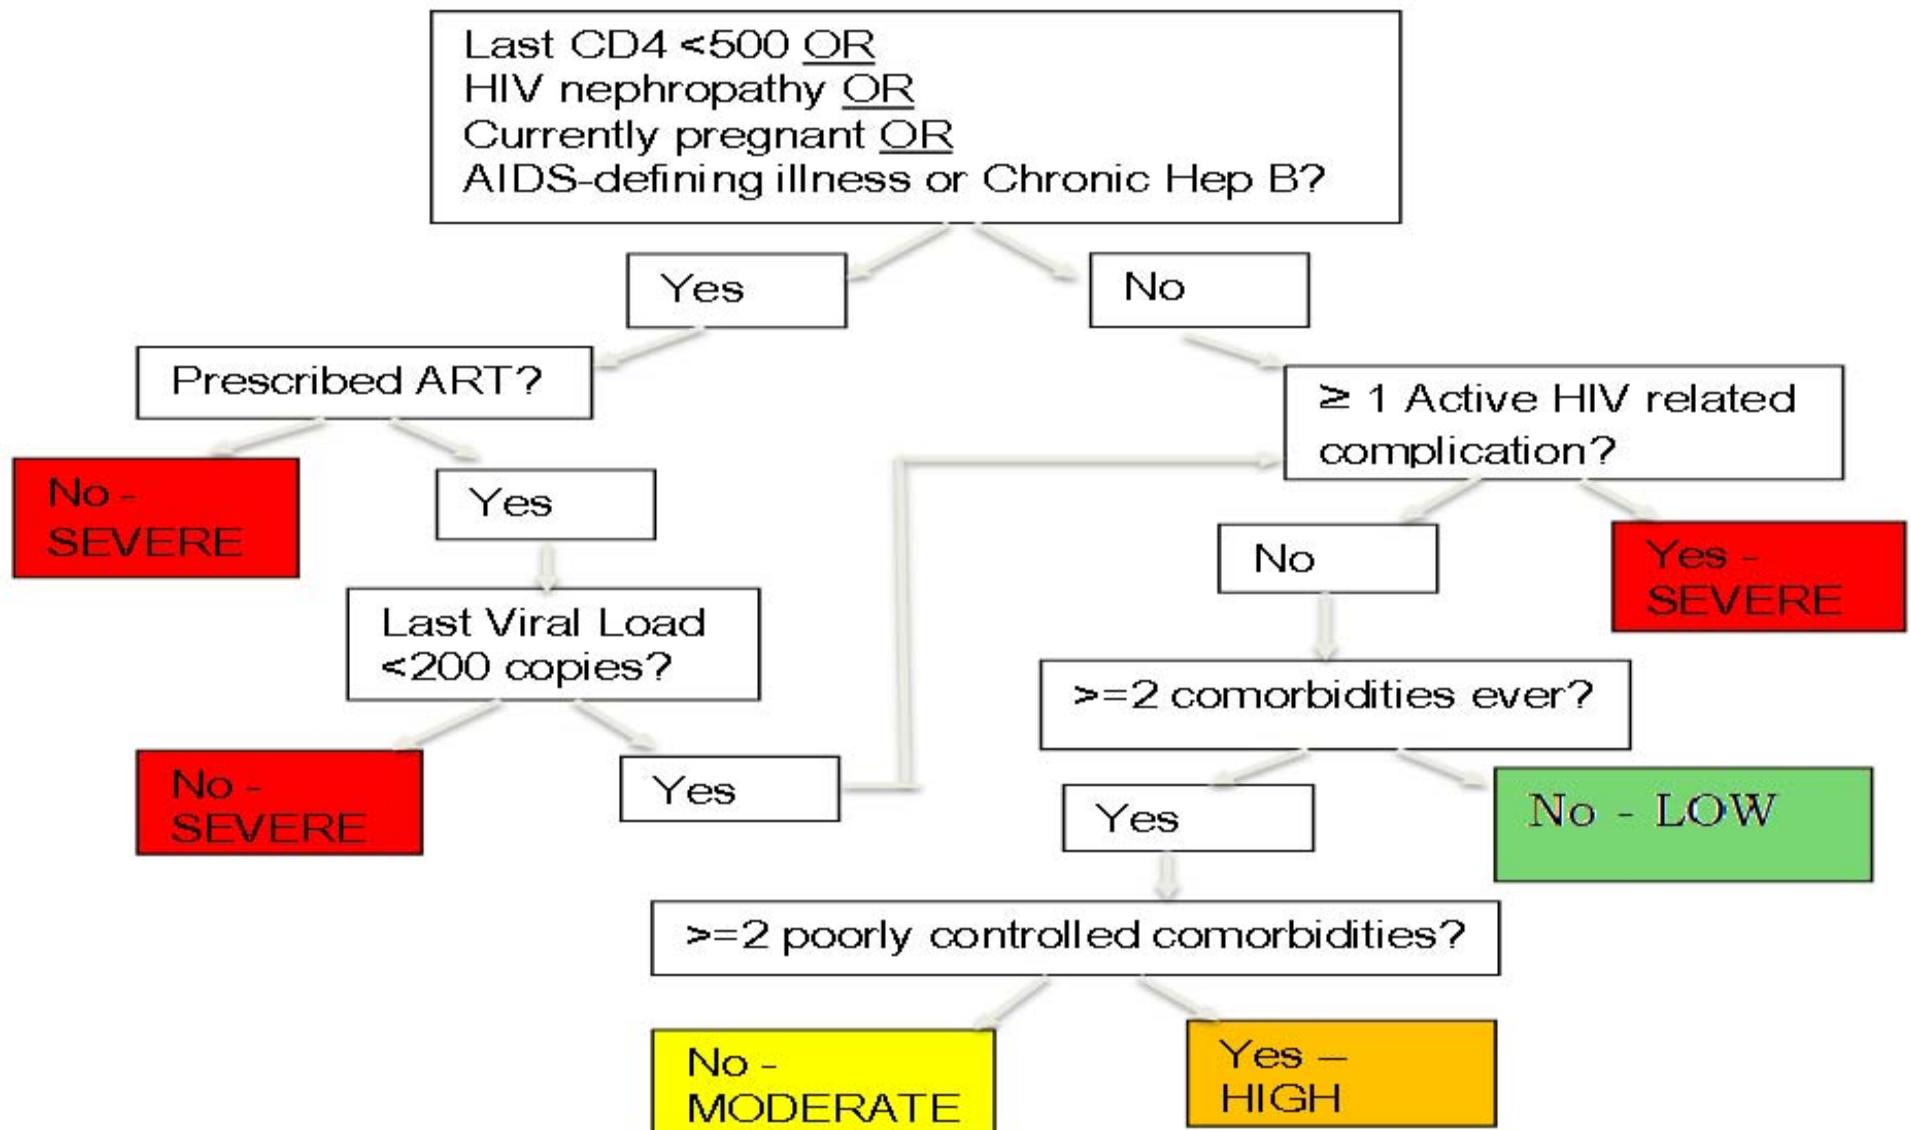 Last CD4 <500 OR
HIV nephropathy OR
Currently pregnant OR
AIDS-defining illness or Chronic Hep B?
Yes
No
Prescribed ART?
≥ 1 Active HIV related
complication?
No -
SEVERE
Yes
No
Yes -
SEVERE
Last Viral Load
<200 copies?
>=2 comorbidities ever?
No -
SEVERE
Yes
Yes
No - LOW
>=2 poorly controlled comorbidities?
No -
MODERATE
Yes –
HIGH